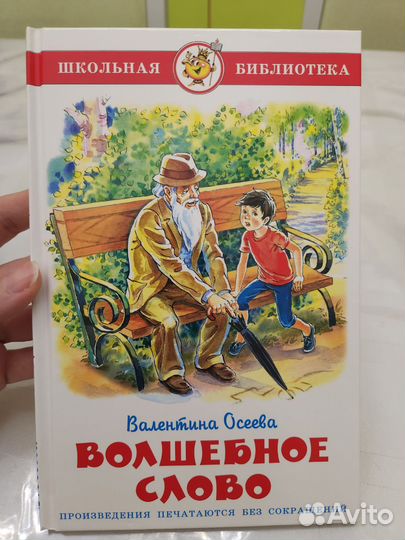 ШКОЛЬНАЯ БИБЛИОТЕКА
Валентина Осеева
ВОЛШЕБНОЕ
СЛОВО
ПРОИЗВЕДЕНИЯ ПЕЧАТАЮТСЯ БЕЗ СОКРАЩЕНИЙ
Avito